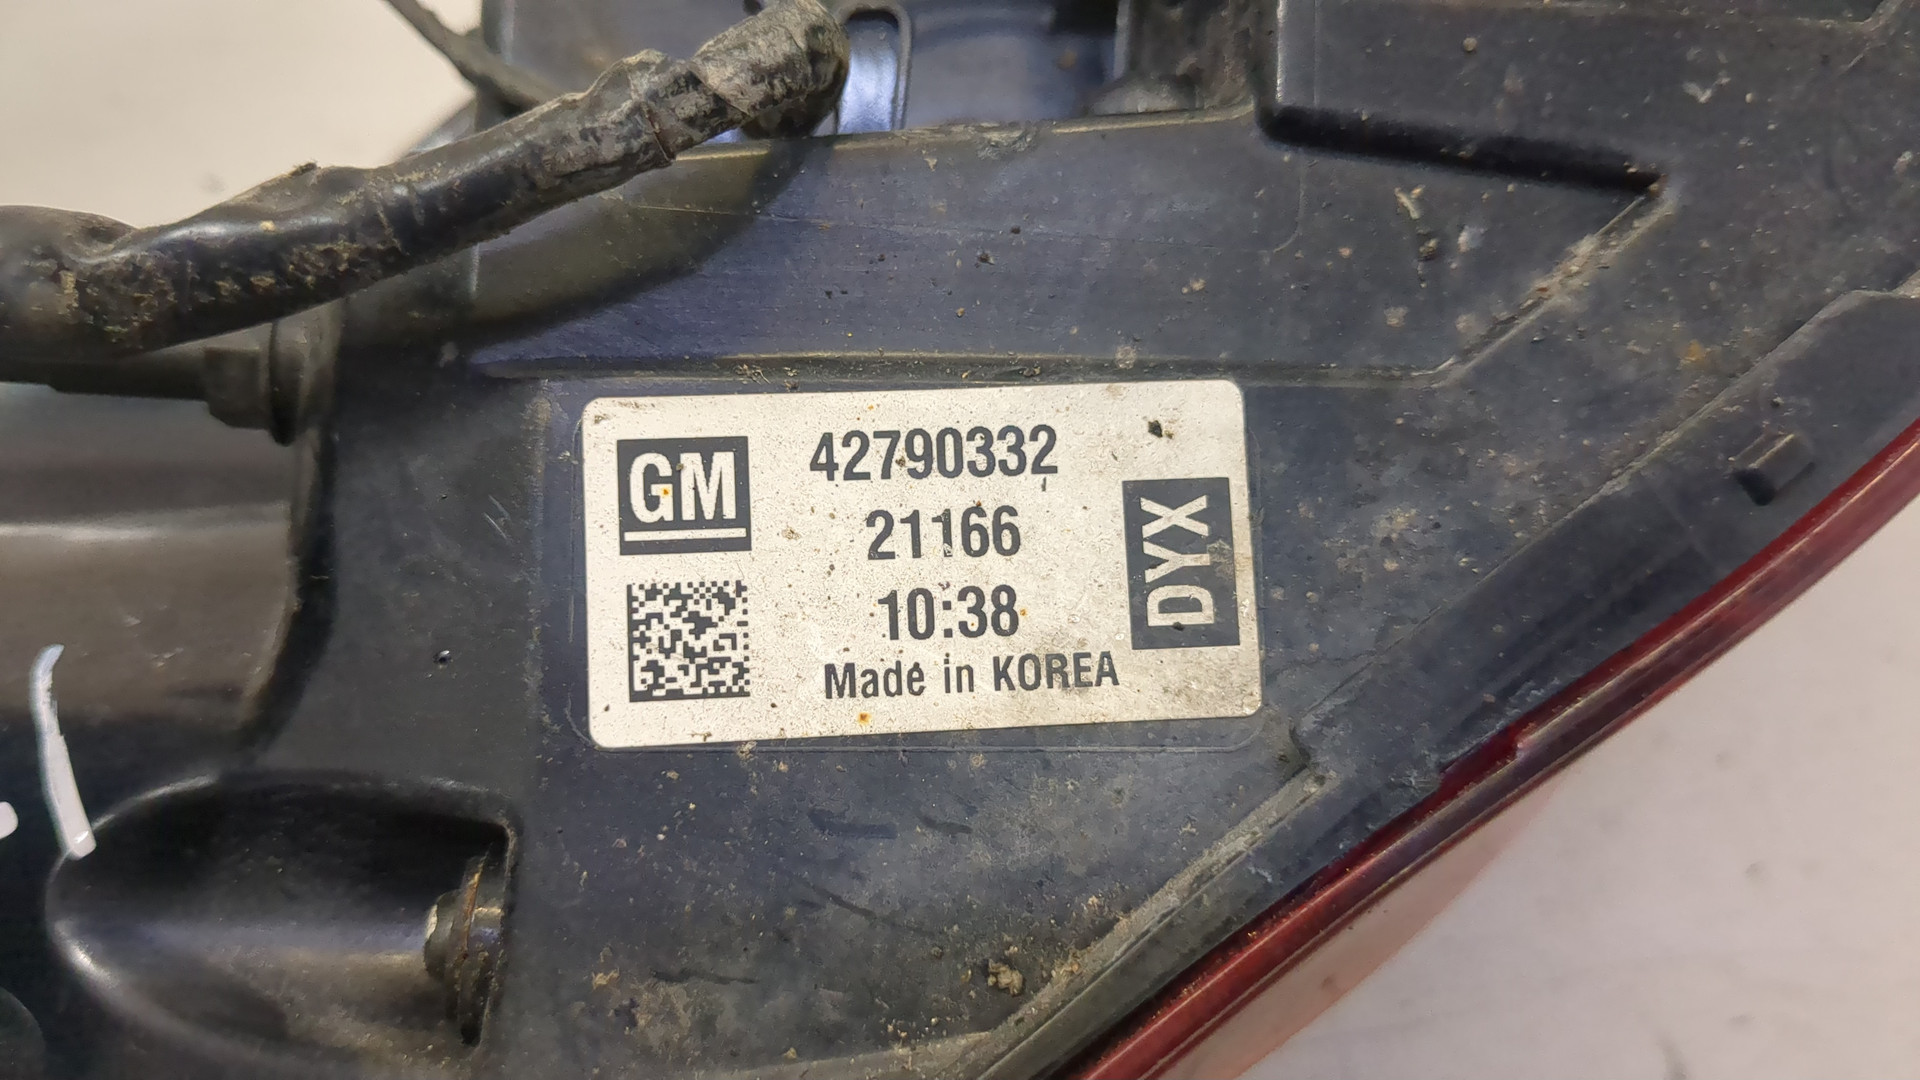 GM
42790332
21166
10:38
Made in KOREA
DYX